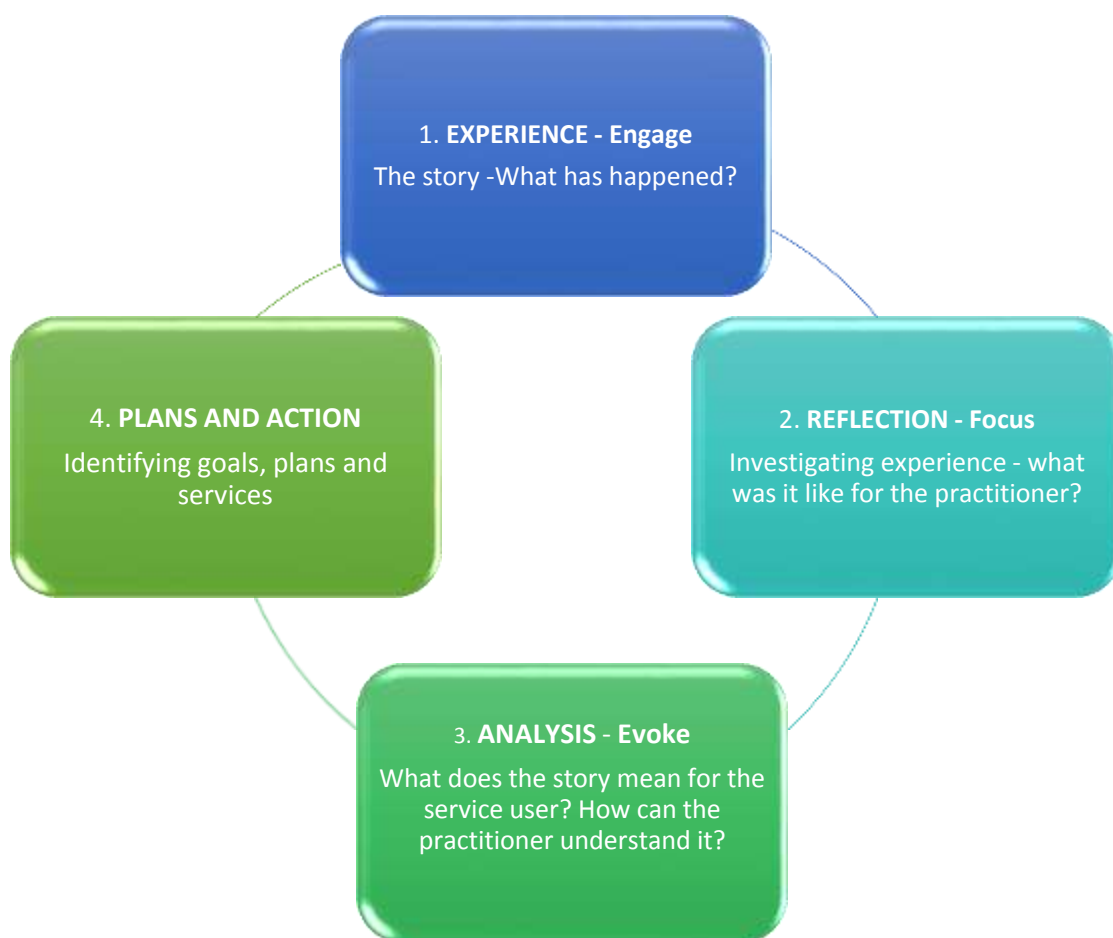 1. EXPERIENCE - Engage
The story -What has happened?
2. REFLECTION - Focus
Investigating experience - what
was it like for the practitioner?
3. ANALYSIS - Evoke
What does the story mean for the
service user? How can the
practitioner understand it?
4. PLANS AND ACTION
Identifying goals, plans and
services